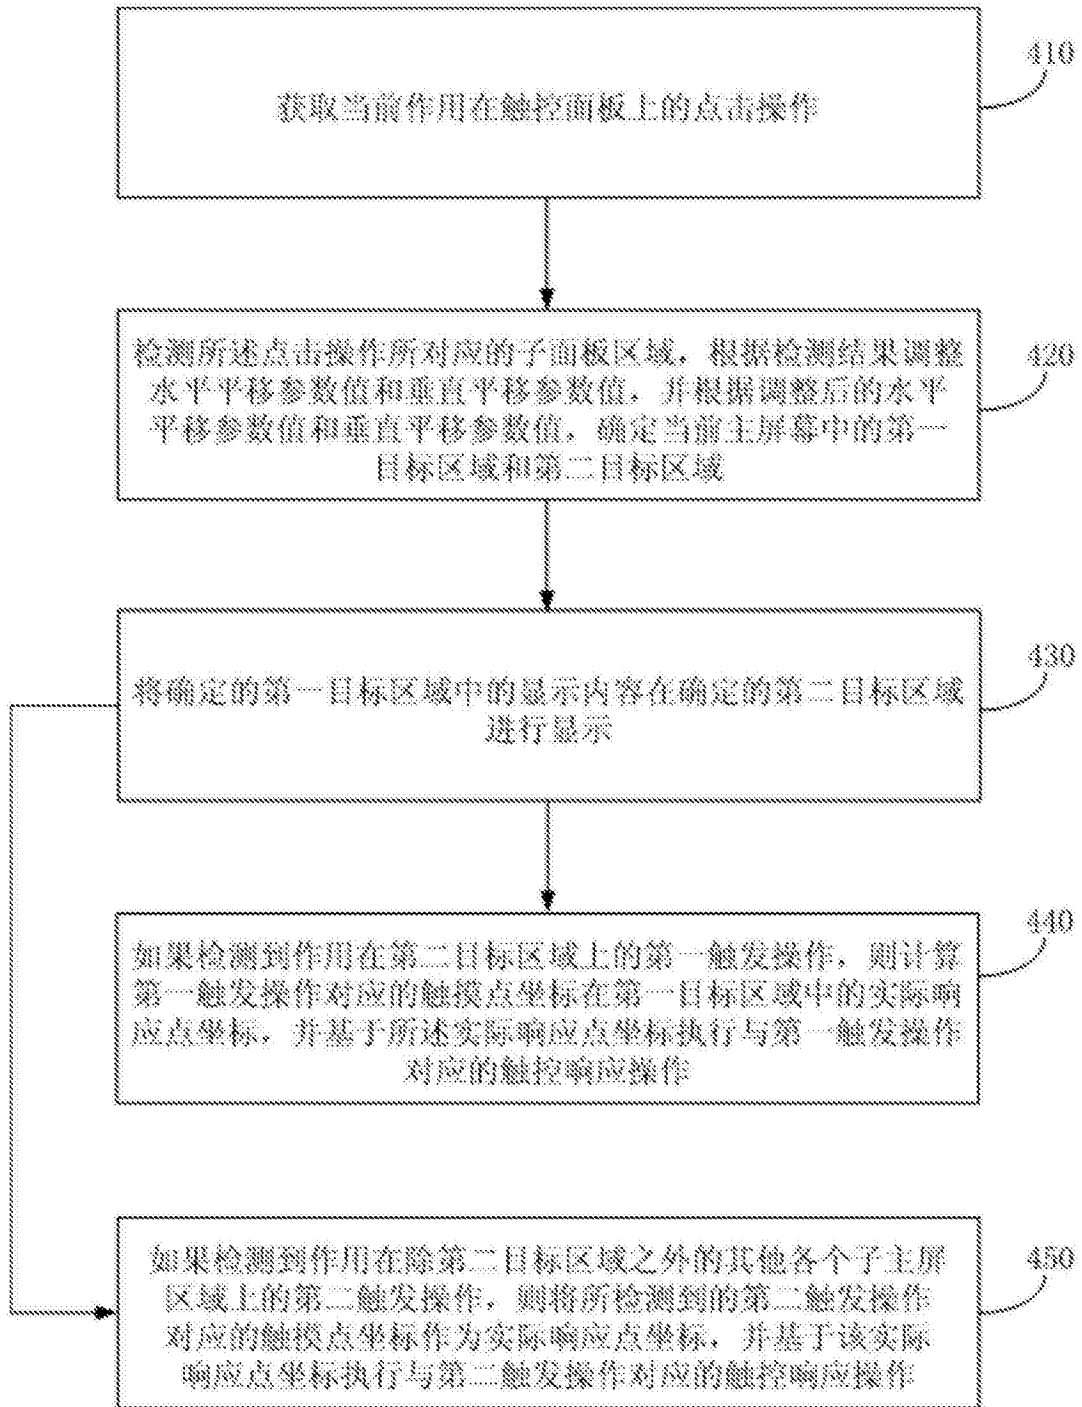 410
获取当前作用在触控面板上的点击操作
检测所述点击操作所对应的子面板区域，根据检测结果调整
420
水平平移参数值和垂直平移参数值，并根据调整后的水平
平移参数值和垂直平移参数值，确定当前主屏幕中的第一
目标区域和第二目标区域
430
将确定的第一目标区域中的显示内容在确定的第二目标区域
进行显示
440
如果检测到作用在第二目标区域上的第一触发操作，则计算
第一触发操作对应的触摸点坐标在第一目标区域中的实际响
应点坐标，并基于所述实际响应点坐标执行与第一触发操作
对应的触控响应操作
如果检测到作用在除第二目标区域之外的其他各个子主屏
450
区域上的第二触发操作，则将所检测到的第二触发操作
对应的触摸点坐标作为实际响应点坐标，并基于该实际
响应点坐标执行与第二触发操作对应的触控响应操作